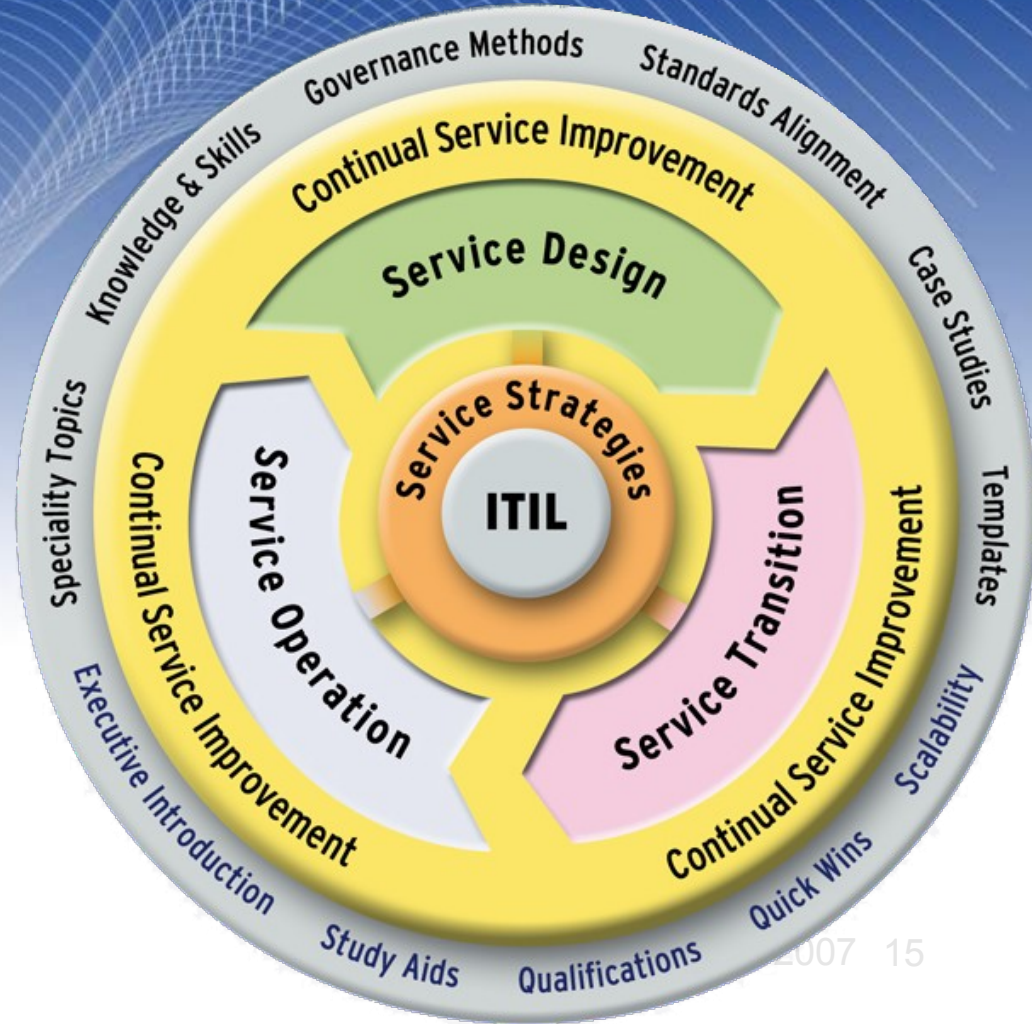 Governance Methods
Standards Alignment
Knowledge & Skills
Case Studies
Speciality Topics
Templates
Executive Introduction
Scalability
Study Aids
Qualifications
Quick Wins
Continual Service Improvement
Continual Service Improvement
Continual Service Improvement
Service Design
Service Operation
Service Transition
Service Strategies
ITIL
2007 15